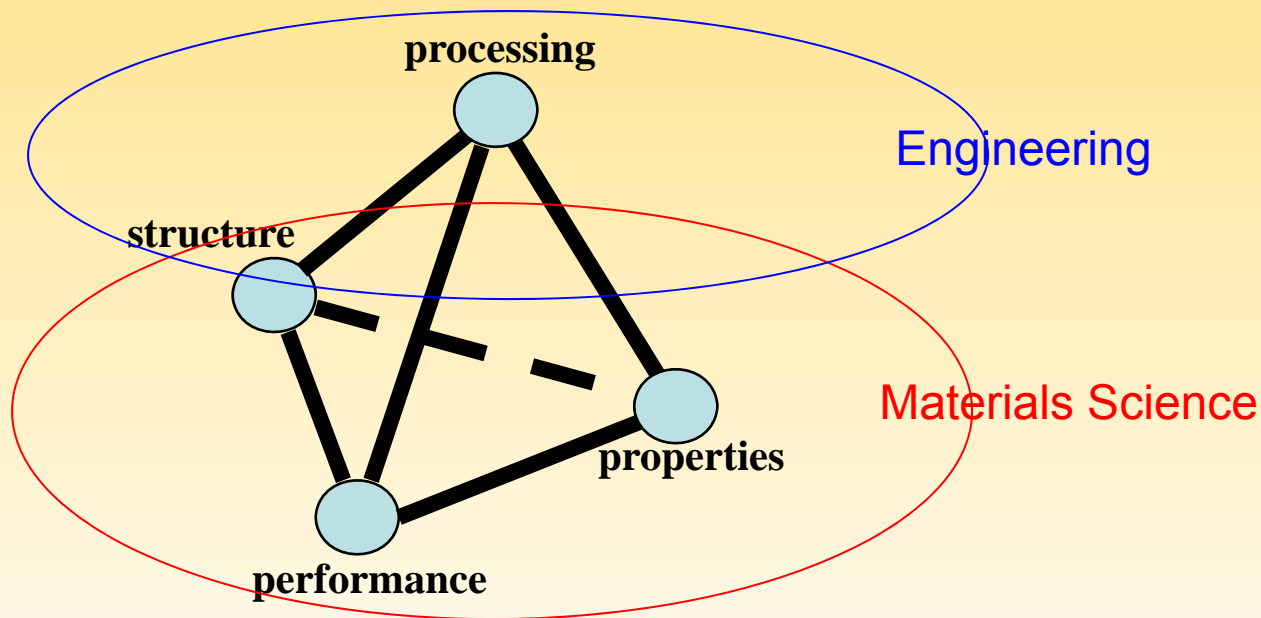 processing
Engineering
structure
Materials Science
properties
performance